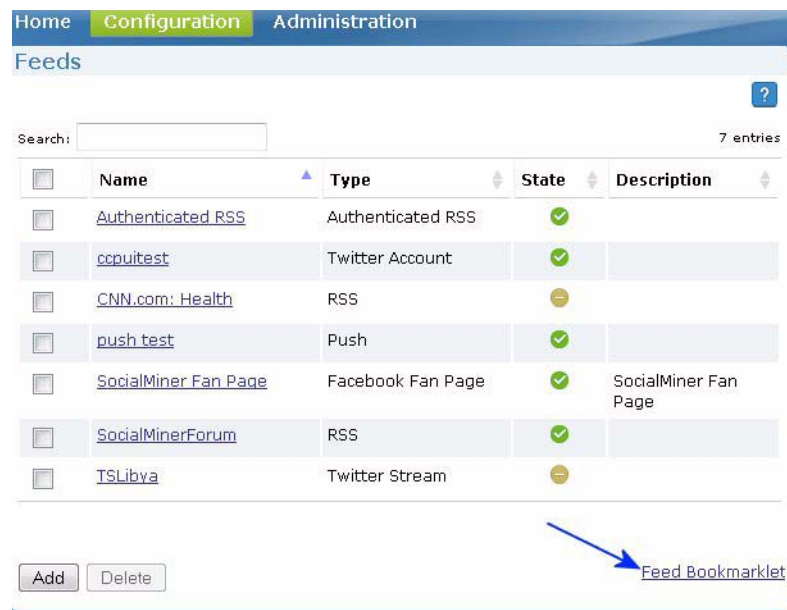 Home Configuration Administration
Feeds
?
Search: 7 entries
Name Type State Description
Authenticated RSS Authenticated RSS
ccpuitest Twitter Account
CNN.com: Health RSS
push test Push
SocialMiner Fan Page Facebook Fan Page SocialMiner Fan
Page
SocialMinerForum RSS
TSLibya Twitter Stream
Add Delete Feed Bookmarklet